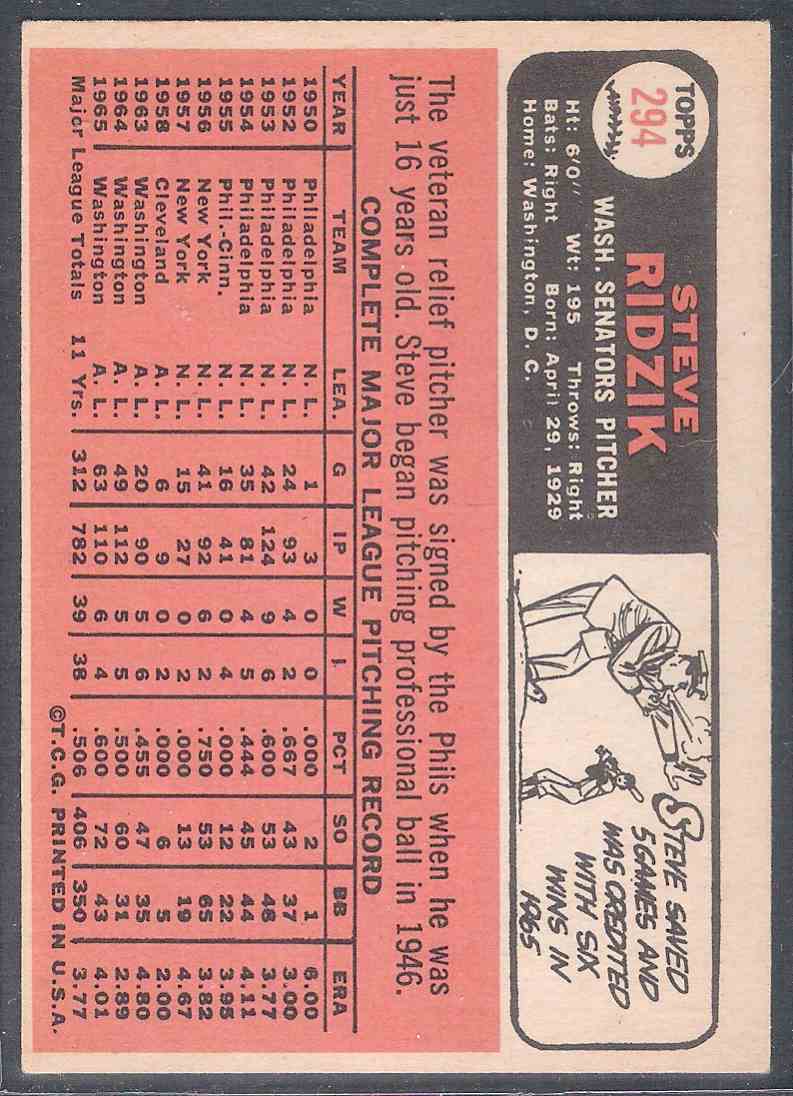 TOPPS
294
STEVE
RIDZIK
WASH. SENATORS PITCHER
Ht: 6'0" Wt: 195 Throws: Right
Bats: Right Born: April 29, 1929
Home: Washington, D. C.
STEVE SAVED
5 GAMES AND
WAS CREDITED
WITH SIX
WINS IN
1965
The veteran relief pitcher was signed by the Phils when he was
just 16 years old. Steve began pitching professional ball in 1946.
COMPLETE MAJOR LEAGUE PITCHING RECORD
YEAR TEAM LEA. G IP W L PCT SO BB ERA
1950 Philadelphia N. L. 1 3 0 0 .000 2 1 6.00
1952 Philadelphia N. L. 24 93 4 2 .667 43 37 3.00
1953 Philadelphia N. L. 42 124 9 6 .600 53 48 3.77
1954 Philadelphia N. L. 35 81 4 5 .444 45 44 4.11
1955 Phil.-Cinn. N. L. 16 41 0 4 .000 12 22 3.95
1956 New York N. L. 41 92 6 2 .750 53 65 3.82
1957 New York N. L. 15 27 0 2 .000 13 19 4.67
1958 Cleveland A. L. 6 9 0 2 .000 6 5 2.00
1963 Washington A. L. 20 90 5 6 .455 47 35 4.80
1964 Washington A. L. 49 112 5 5 .500 60 31 2.89
1965 Washington A. L. 63 110 6 4 .600 72 43 4.01
Major League Totals 11 Yrs. 312 782 39 38 .506 406 350 3.77
©T.C.G. PRINTED IN U.S.A.